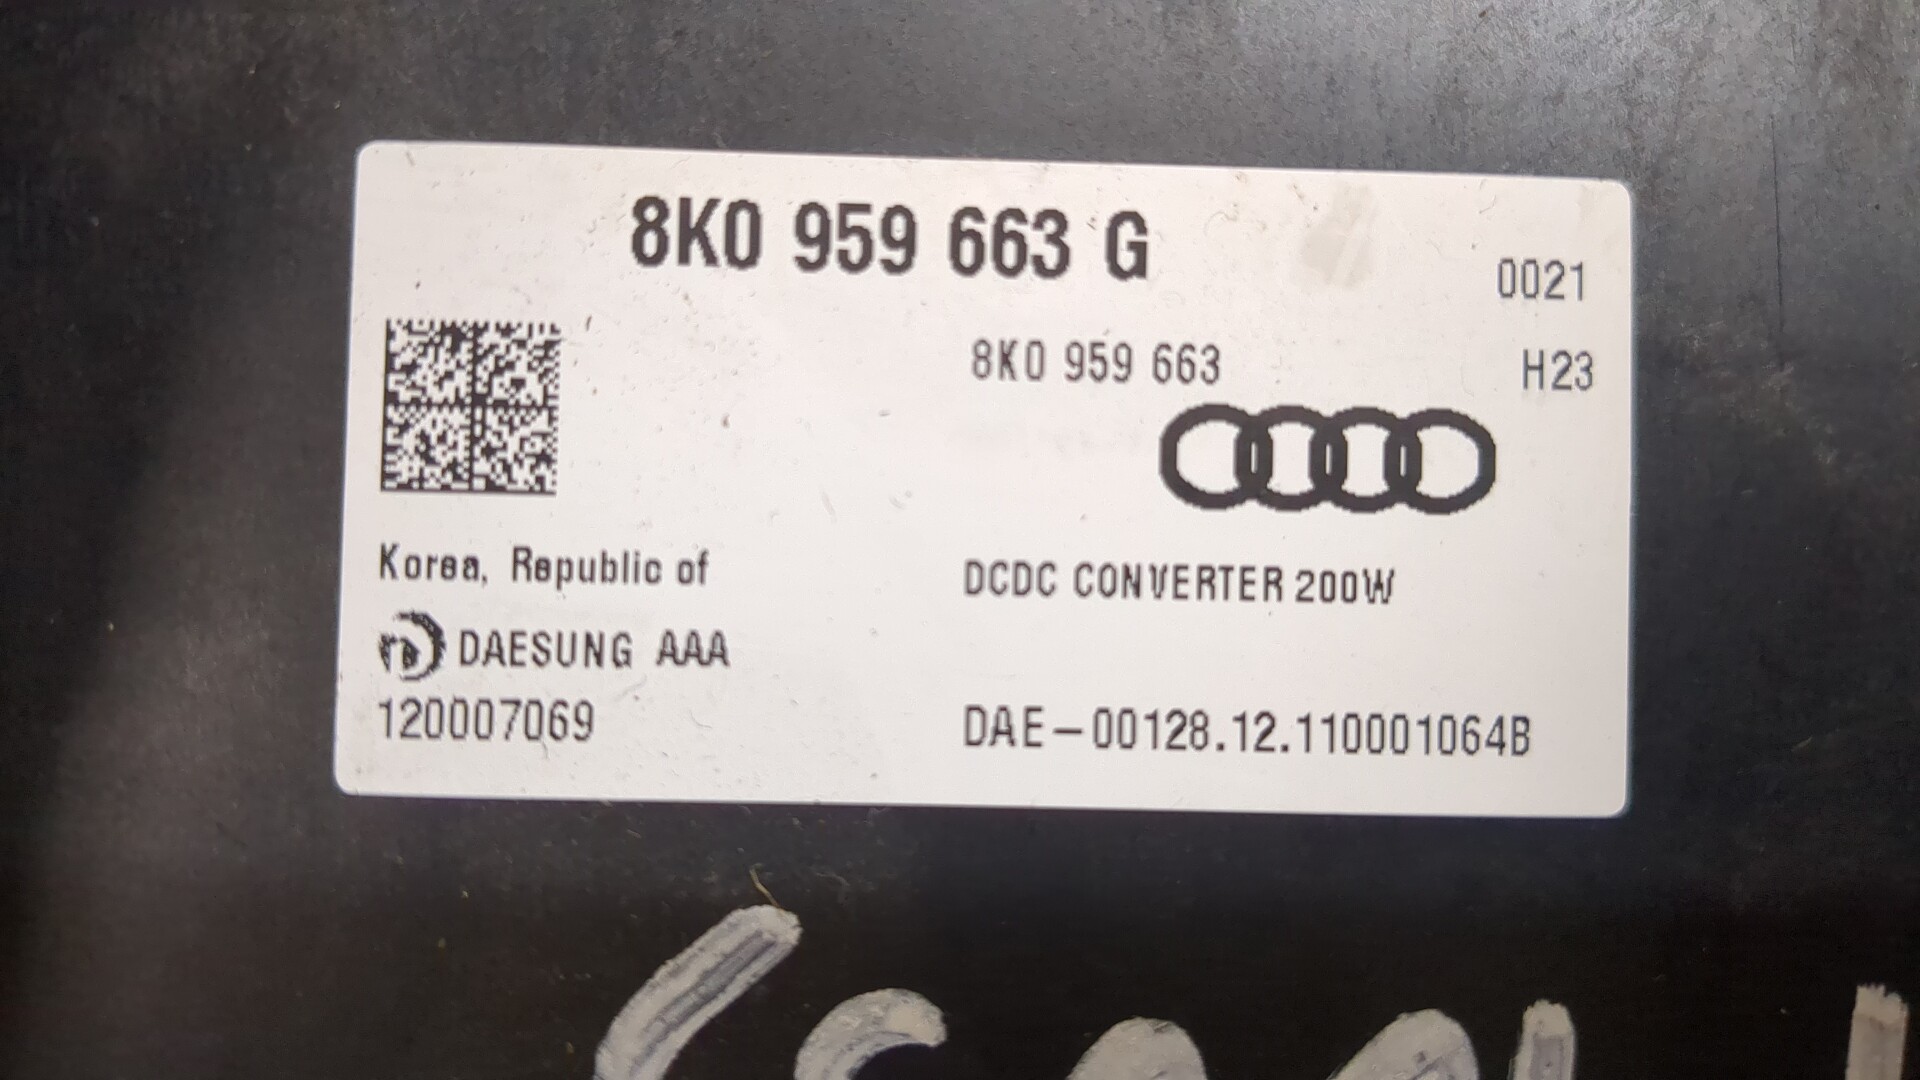 8K0 959 663 G
0021
8K0 959 663
H23
Korea, Republic of
DCDC CONVERTER 200W
DAESUNG AAA
120007069
DAE-00128.12.110001064B